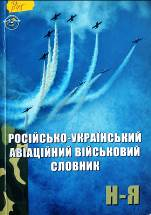 РОСІЙСЬКО-УКРАЇНСЬКИЙ
АВІАЦІЙНИЙ ВІЙСЬКОВИЙ
СЛОВНИК
Н-Я